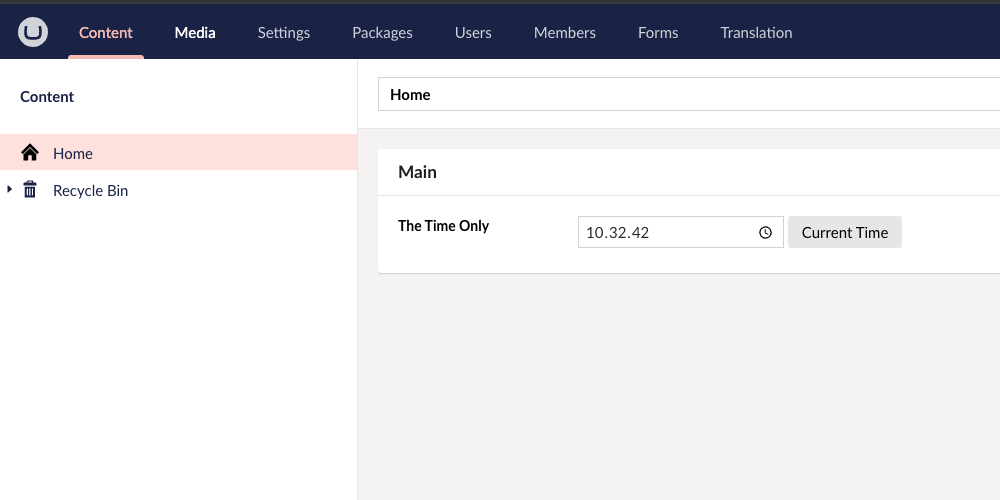 Content Media Settings Packages Users Members Forms Translation
Content
Home
Recycle Bin
Home
Main
The Time Only 10.32.42 Current Time